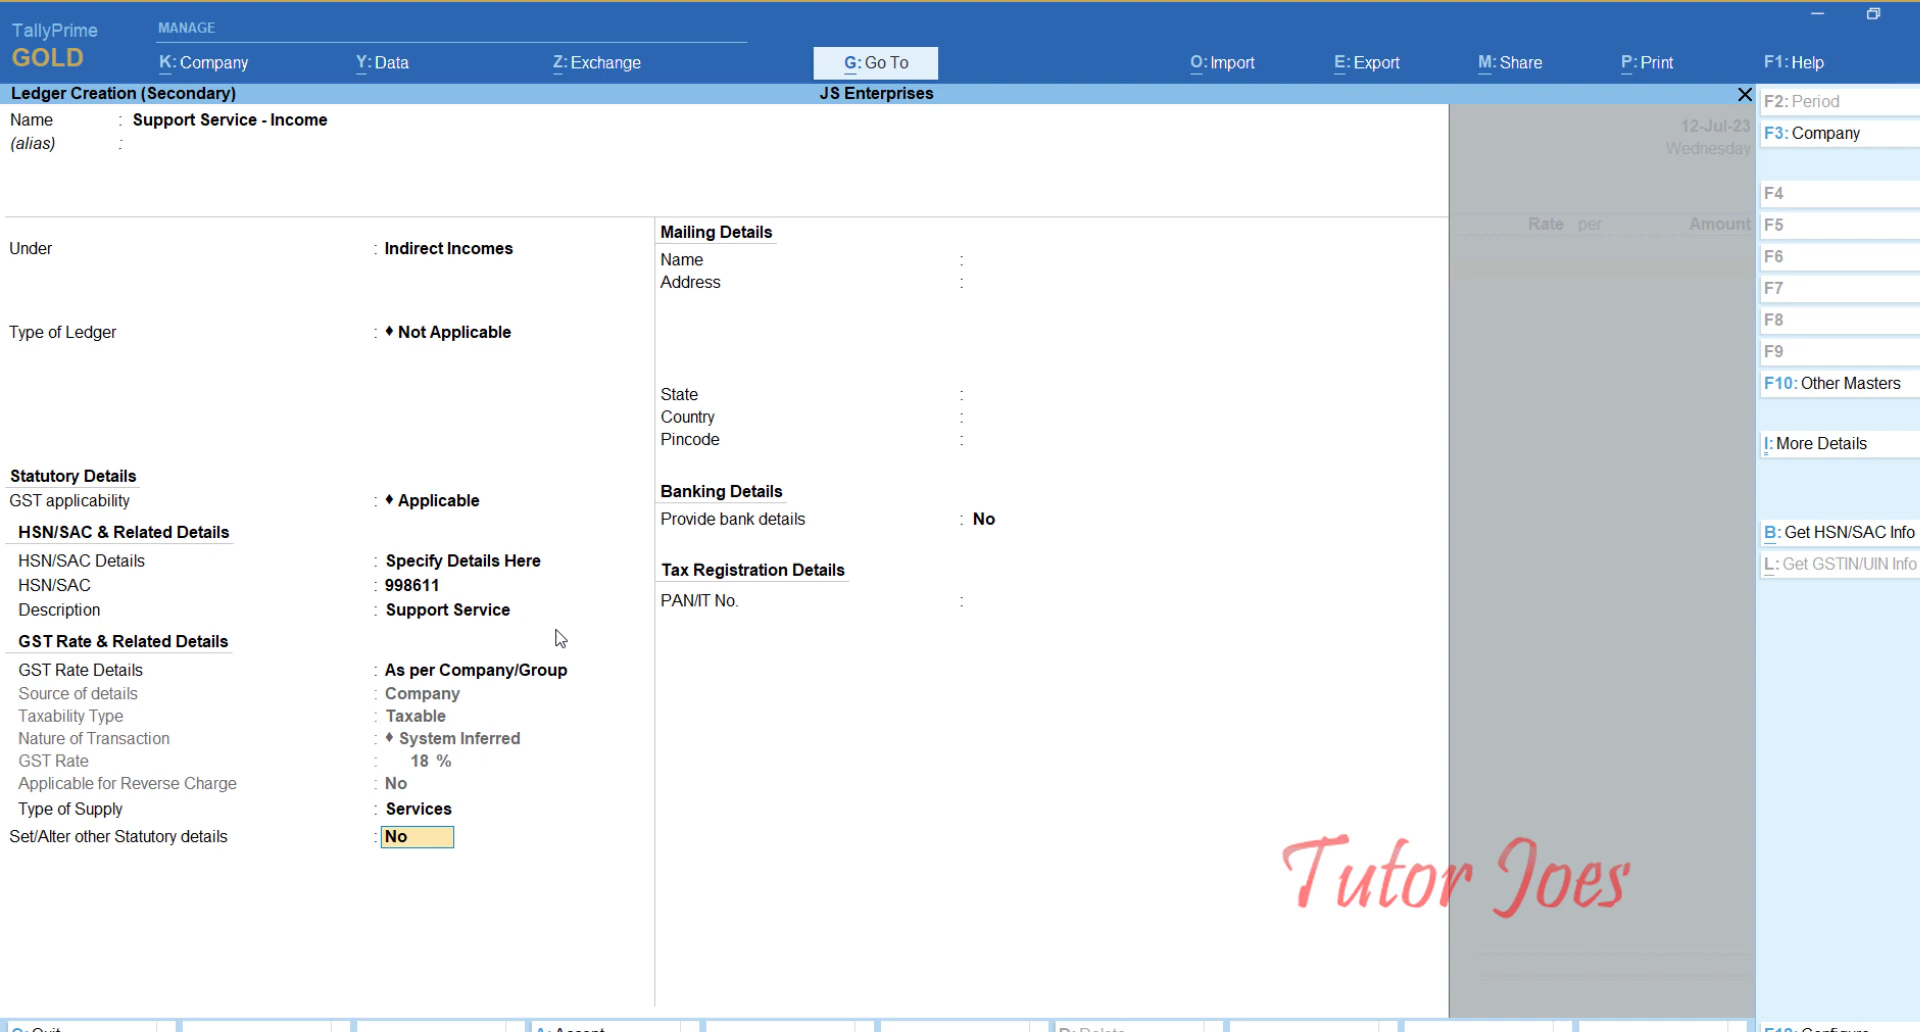 TallyPrime
GOLD
MANAGE
K: Company
Y: Data
Z: Exchange
G: Go To
O: Import
E: Export
M: Share
P: Print
F1: Help
Ledger Creation (Secondary)
JS Enterprises
Name : Support Service - Income
(alias) :
Under : Indirect Incomes
Type of Ledger : ♦ Not Applicable
Statutory Details
GST applicability : ♦ Applicable
HSN/SAC & Related Details
HSN/SAC Details : Specify Details Here
HSN/SAC : 998611
Description : Support Service
GST Rate & Related Details
GST Rate Details : As per Company/Group
Source of details : Company
Taxability Type : Taxable
Nature of Transaction : ♦ System Inferred
GST Rate : 18 %
Applicable for Reverse Charge : No
Type of Supply : Services
Set/Alter other Statutory details : No
Mailing Details
Name :
Address :
State :
Country :
Pincode :
Banking Details
Provide bank details : No
Tax Registration Details
PAN/IT No. :
12-Jul-23
Wednesday
Rate per Amount
Tutor Joes
F2: Period
F3: Company
F4
F5
F6
F7
F8
F9
F10: Other Masters
I: More Details
B: Get HSN/SAC Info
L: Get GSTIN/UIN Info